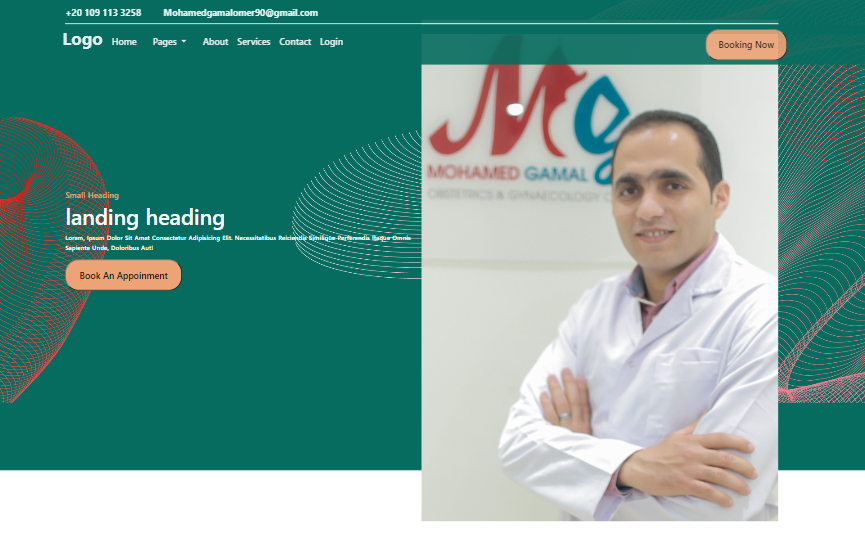 +20 109 113 3258 Mohamedgamalomer90@gmail.com
Logo Home Pages About Services Contact Login Booking Now
Mg
MOHAMED GAMAL
OBSTETRICS & GYNAECOLOGY
Small Heading
landing heading
Lorem, Ipsum Dolor Sit Amet Consectetur Adipisicing Elit. Necessitatibus Reiciendis Similique Perferendis Itaque Omnis
Sapiente Unde, Doloribus Aut!
Book An Appoinment